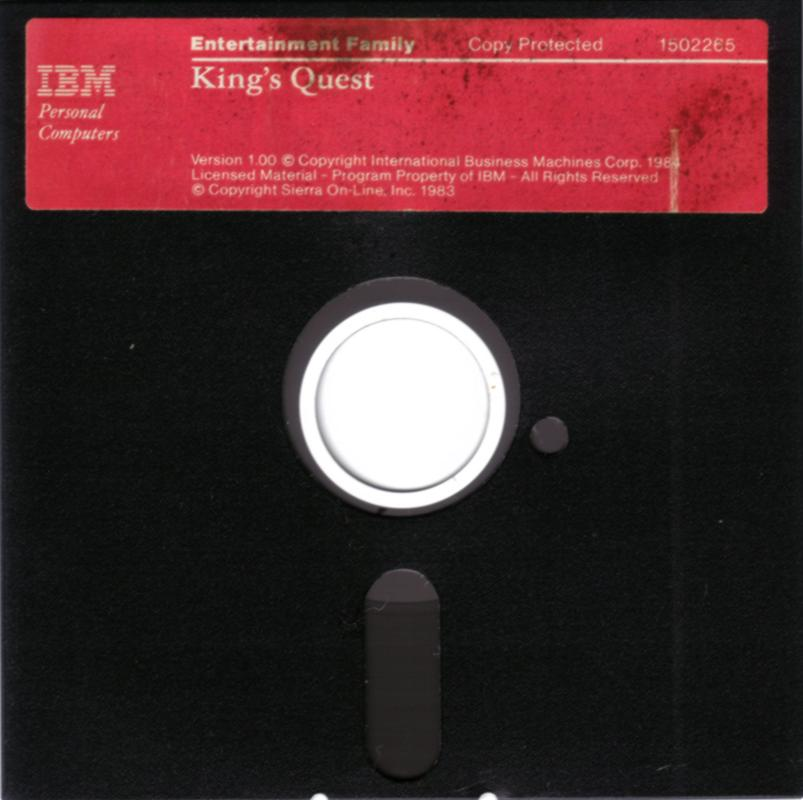 Entertainment Family Copy Protected 1502265
IBM
King's Quest
Personal
Computers
Version 1.00 © Copyright International Business Machines Corp. 1984
Licensed Material - Program Property of IBM - All Rights Reserved
© Copyright Sierra On-Line, Inc. 1983